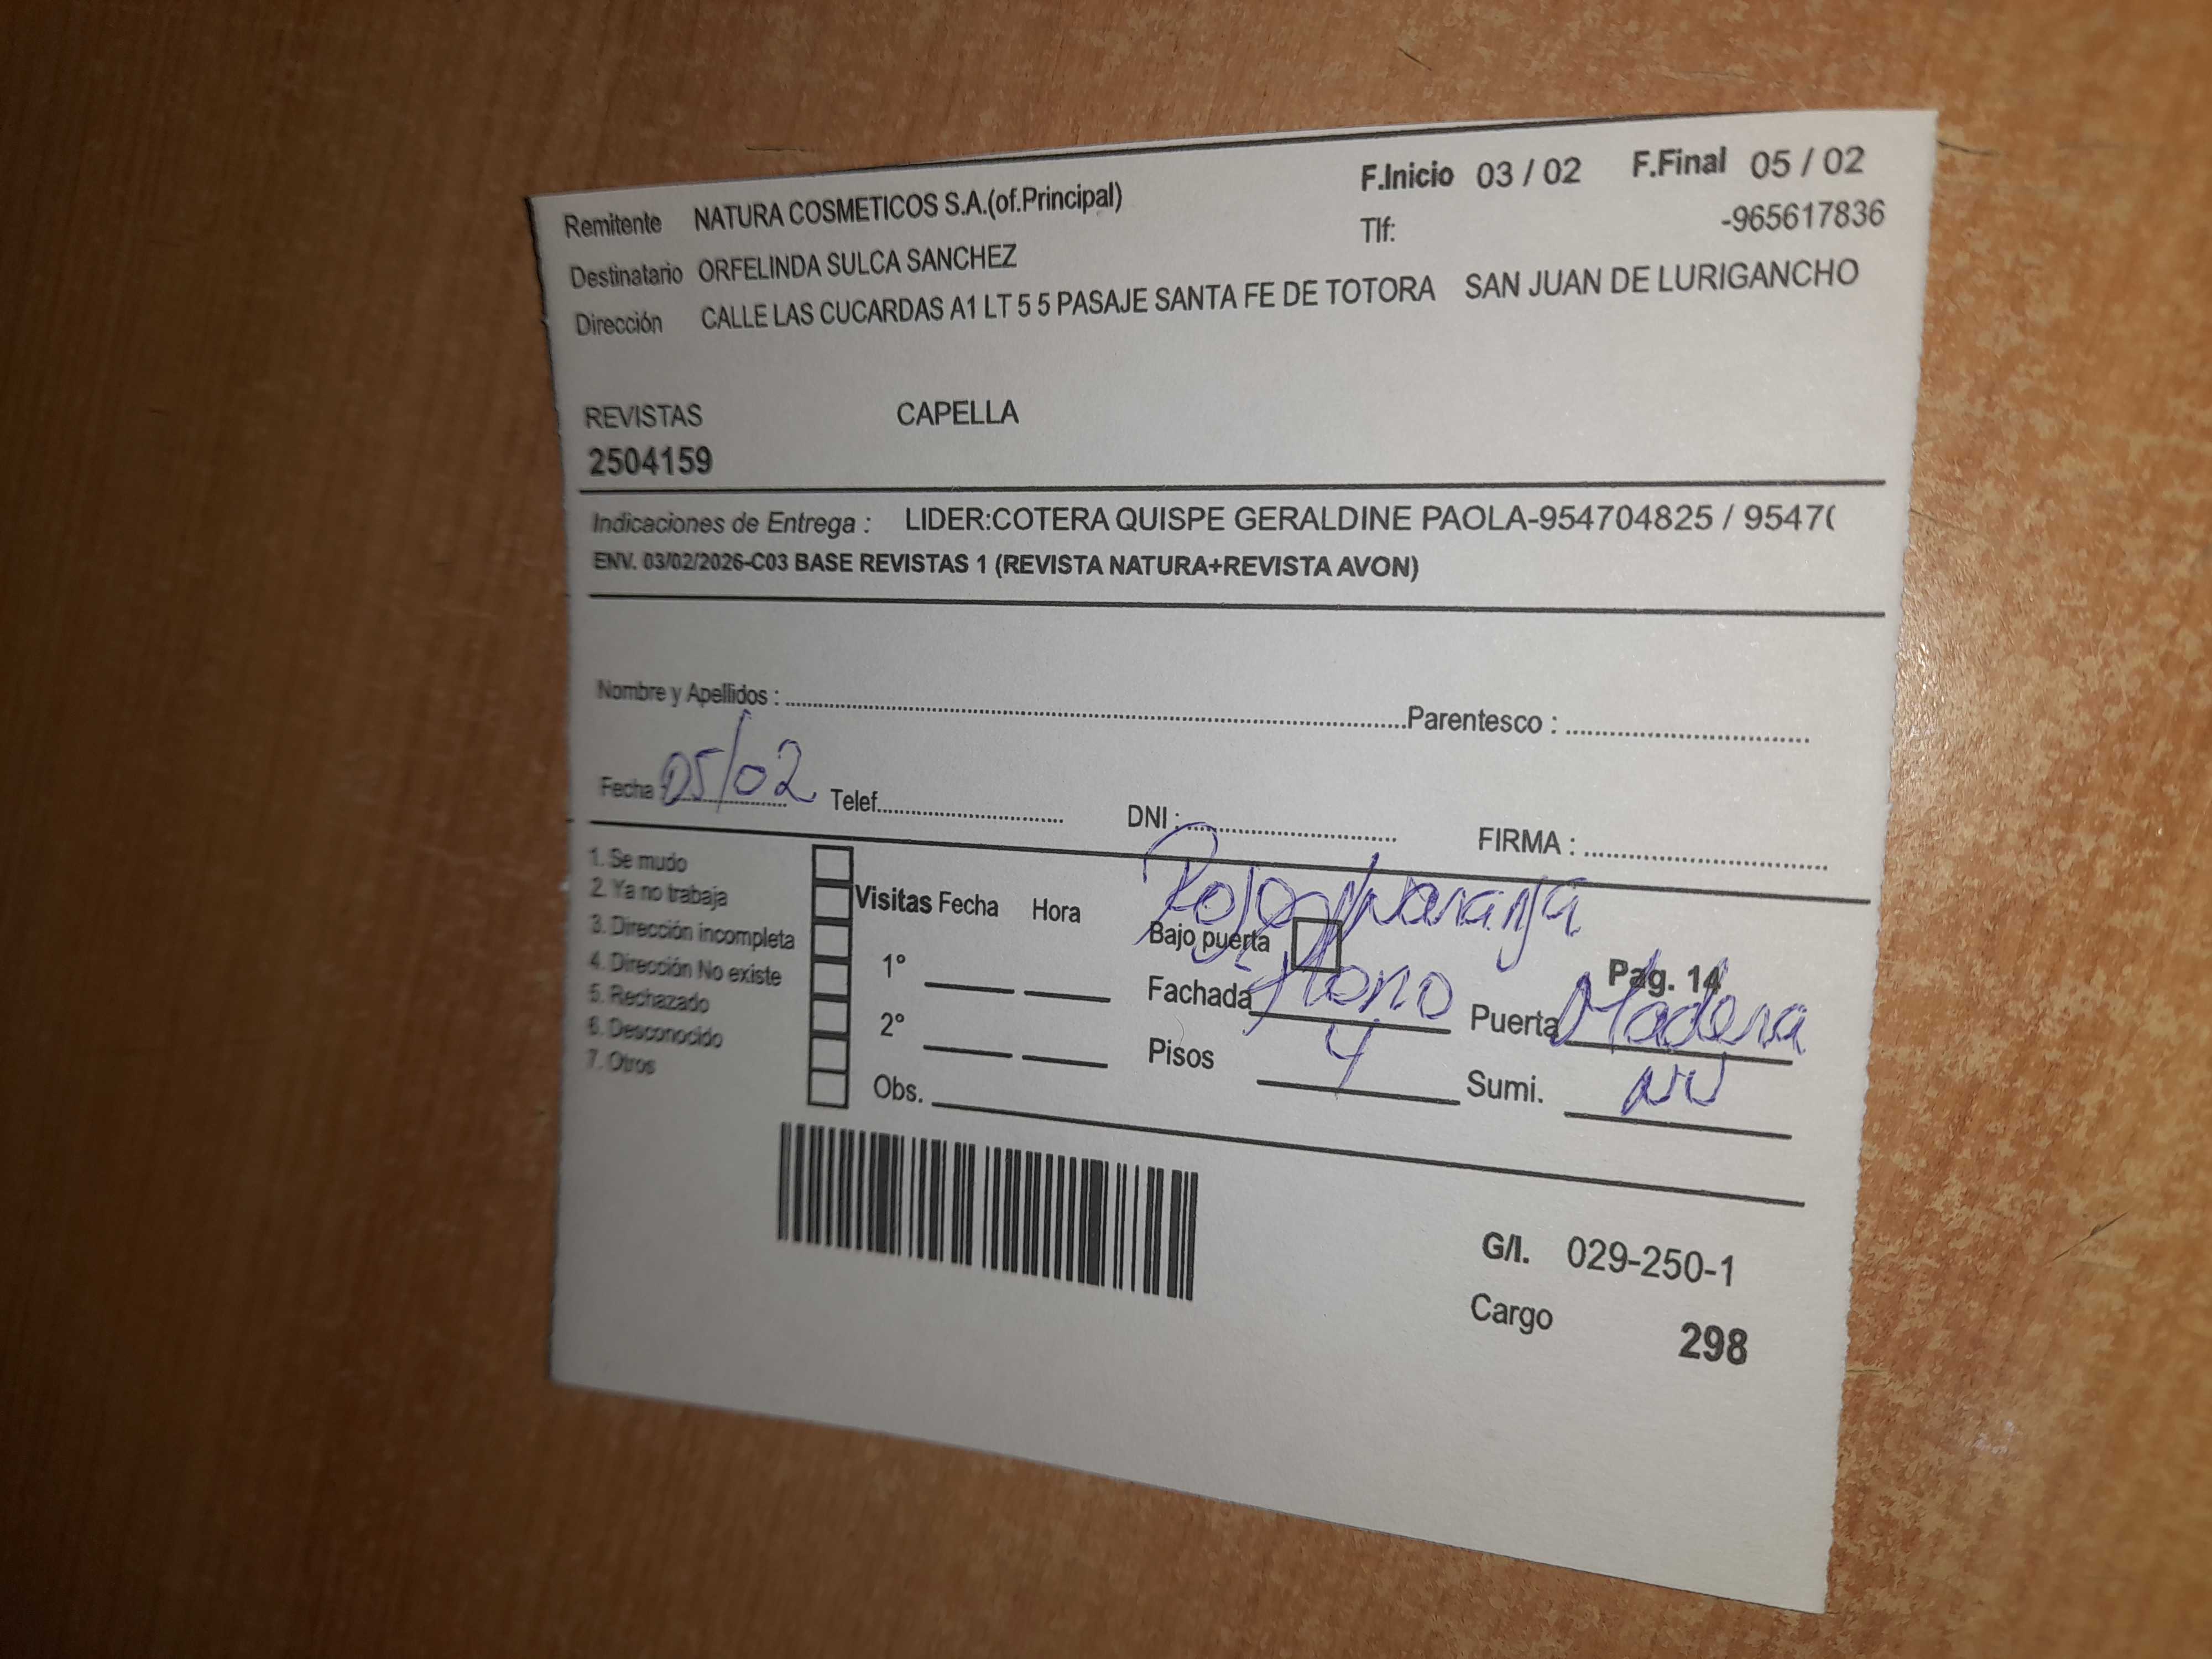 Remitente NATURA COSMETICOS S.A.(of.Principal) F.Inicio 03 / 02 F.Final 05 / 02
Destinatario ORFELINDA SULCA SANCHEZ Tlf: -965617836
Dirección CALLE LAS CUCARDAS A1 LT 5 5 PASAJE SANTA FE DE TOTORA SAN JUAN DE LURIGANCHO
REVISTAS CAPELLA
2504159
Indicaciones de Entrega : LIDER:COTERA QUISPE GERALDINE PAOLA-954704825 / 9547(
ENV. 03/02/2026-C03 BASE REVISTAS 1 (REVISTA NATURA+REVISTA AVON)
Nombre y Apellidos : Parentesco :
Fecha : 05/02 Telef. DNI : FIRMA :
1. Se mudo
2. Ya no trabaja
3. Dirección incompleta
4. Dirección No existe
5. Rechazado
6. Desconocido
7. Otros
Visitas Fecha Hora
1°
2°
Obs.
Rojo naranja
Bajo puerta
Pag. 14
Fachada Puerta Madera
Pisos 4 Sumi.
G/I. 029-250-1
Cargo 298